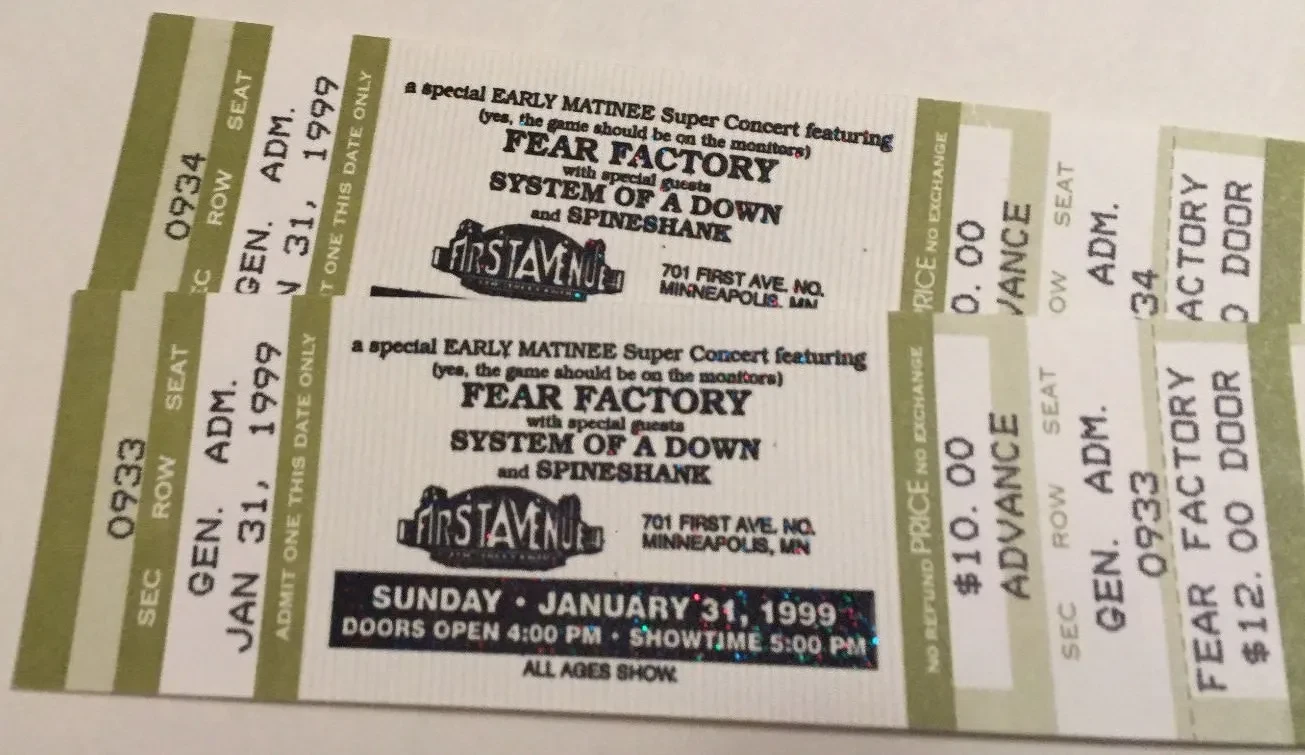 0934
SEC ROW SEAT
GEN. ADM.
31, 1999
ONE THIS DATE ONLY
a special EARLY MATINEE Super Concert featuring
(yes, the game should be on the monitors)
FEAR FACTORY
with special guests
SYSTEM OF A DOWN
and SPINESHANK
FIRST AVENUE
701 FIRST AVE. NO.
MINNEAPOLIS, MN
PRICE NO EXCHANGE
0.00
VANCE
OW SEAT
ADM.
34
ACTORY
DOOR
0933
SEC ROW SEAT
GEN. ADM.
JAN 31, 1999
ADMIT ONE THIS DATE ONLY
a special EARLY MATINEE Super Concert featuring
(yes, the game should be on the monitors)
FEAR FACTORY
with special guests
SYSTEM OF A DOWN
and SPINESHANK
FIRST AVENUE
701 FIRST AVE. NO.
MINNEAPOLIS, MN
SUNDAY • JANUARY 31, 1999
DOORS OPEN 4:00 PM • SHOWTIME 5:00 PM
ALL AGES SHOW.
NO REFUND PRICE NO EXCHANGE
$10.00
ADVANCE
SEC ROW SEAT
GEN. ADM.
0933
FEAR FACTORY
$12.00 DOOR